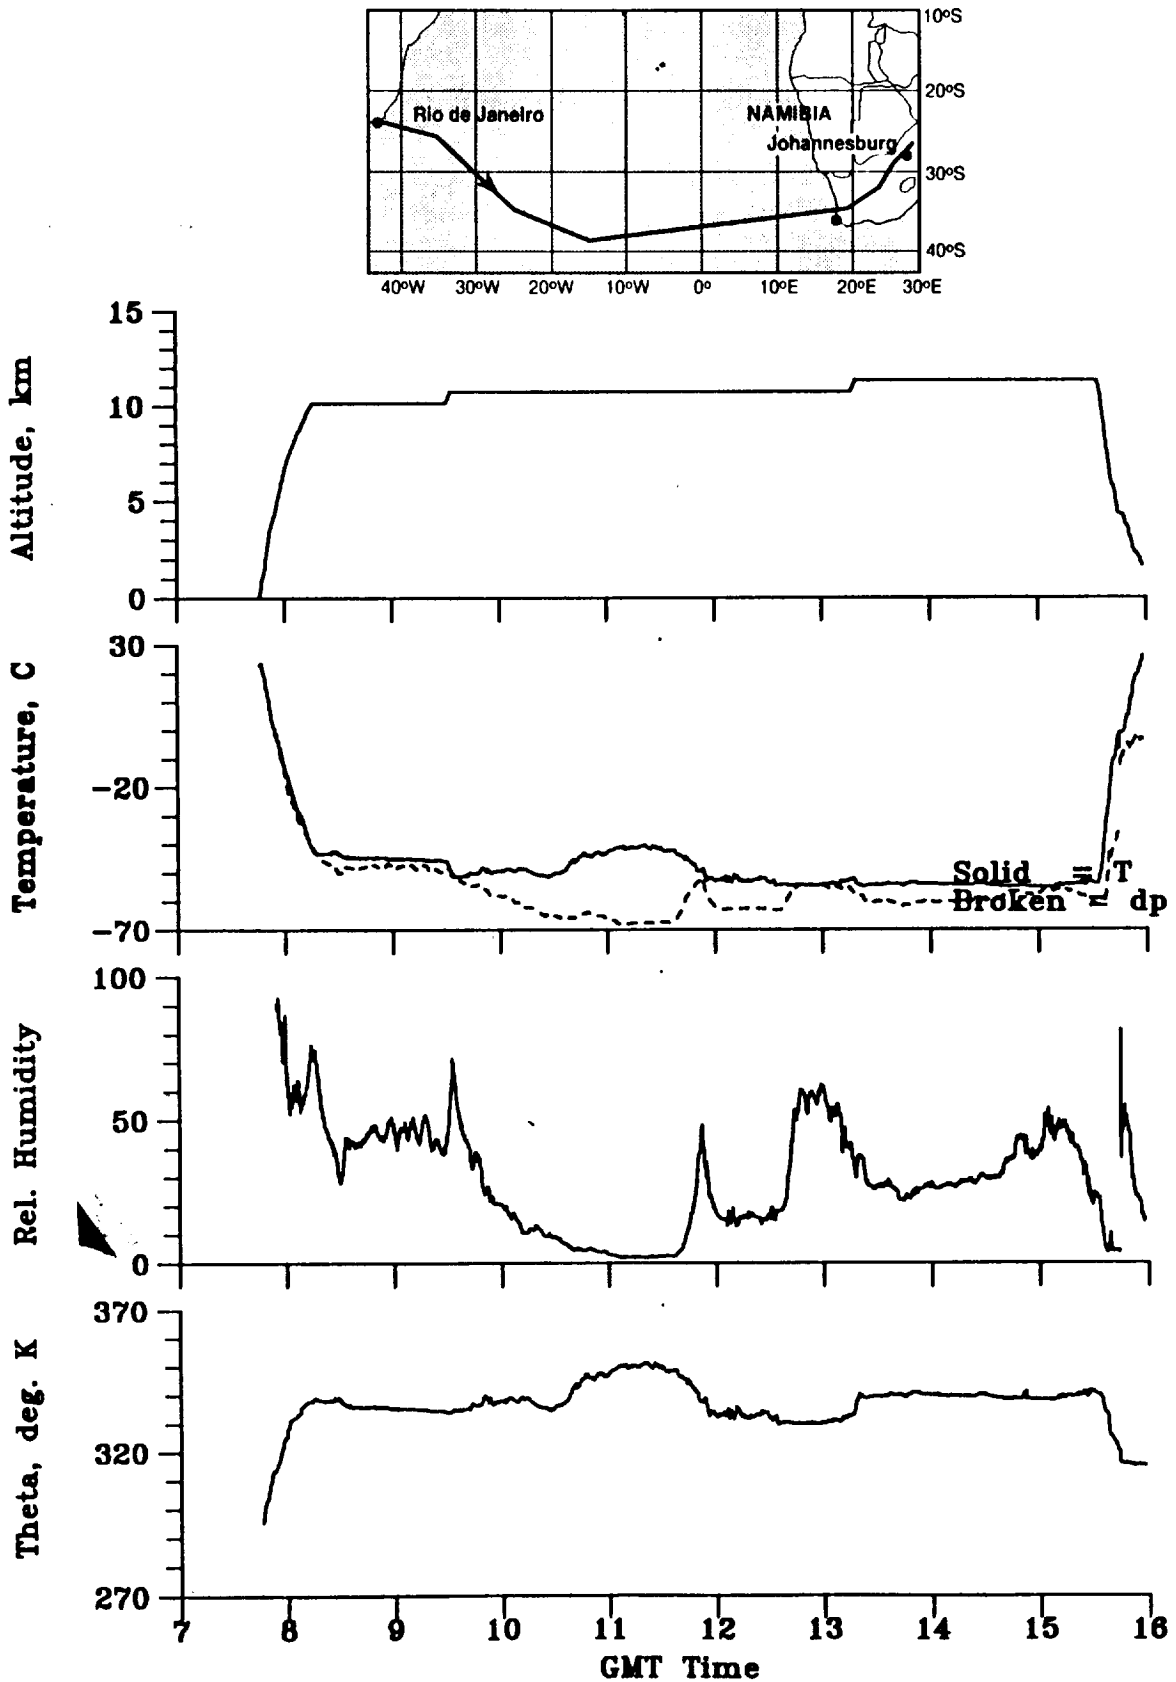 10°S
20°S
Rio de Janeiro
NAMIBIA
Johannesburg
30°S
40°S
40°W 30°W 20°W 10°W 0° 10°E 20°E 30°E
Altitude, km
15
10
5
0
Temperature, C
30
-20
-70
Solid = T
Broken = dp
Rel. Humidity
100
50
0
Theta, deg. K
370
320
270
7 8 9 10 11 12 13 14 15 16
GMT Time